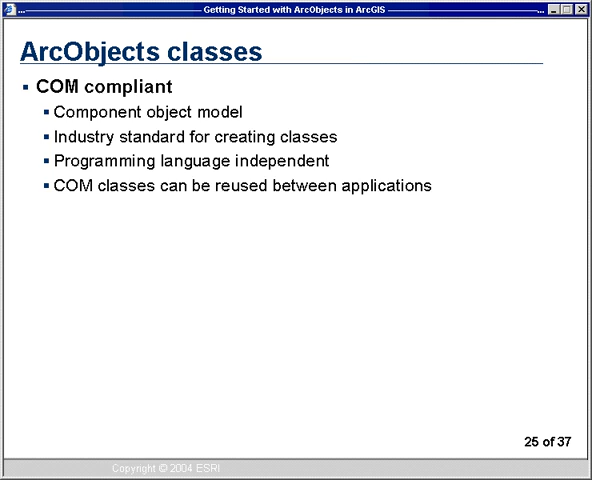 Getting Started with ArcObjects in ArcGIS
ArcObjects classes
COM compliant
Component object model
Industry standard for creating classes
Programming language independent
COM classes can be reused between applications
25 of 37
Copyright © 2004 ESRI